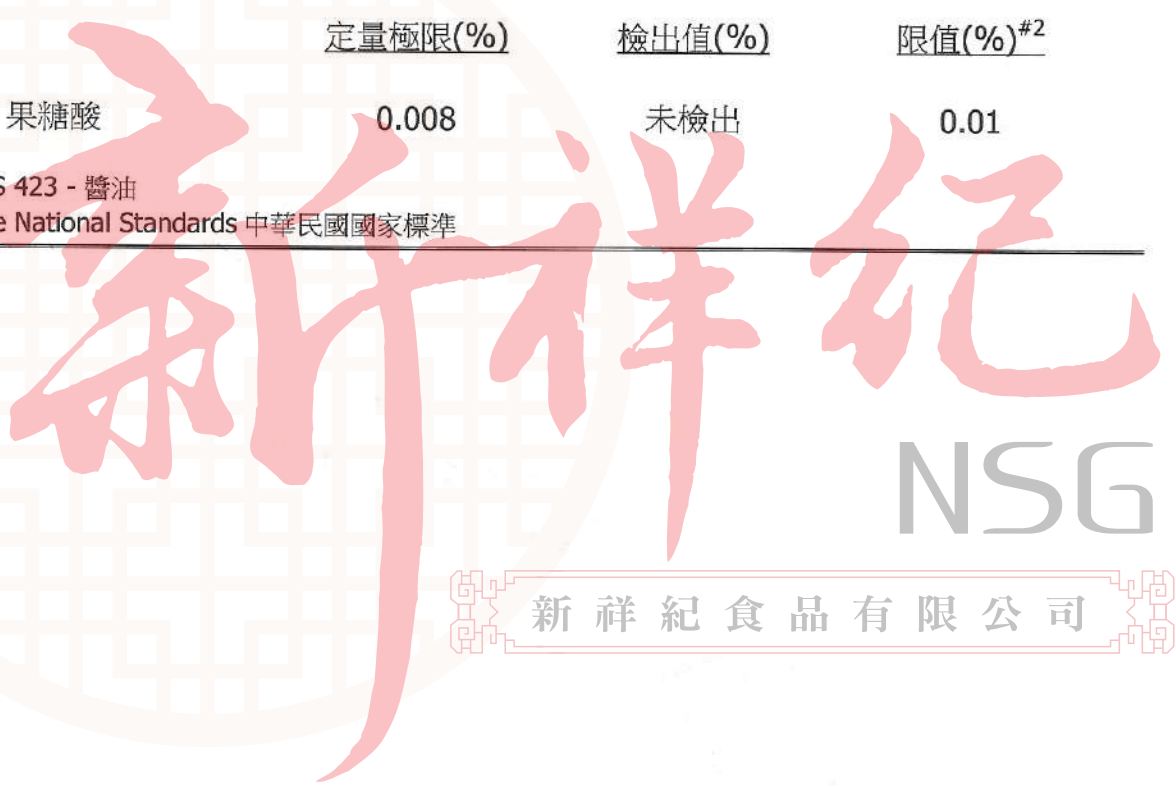 定量極限(%) 檢出值(%) 限值(%)#2
果糖酸 0.008 未檢出 0.01
S 423 - 醬油
e National Standards 中華民國國家標準
新祥纪
NSG
新祥紀食品有限公司